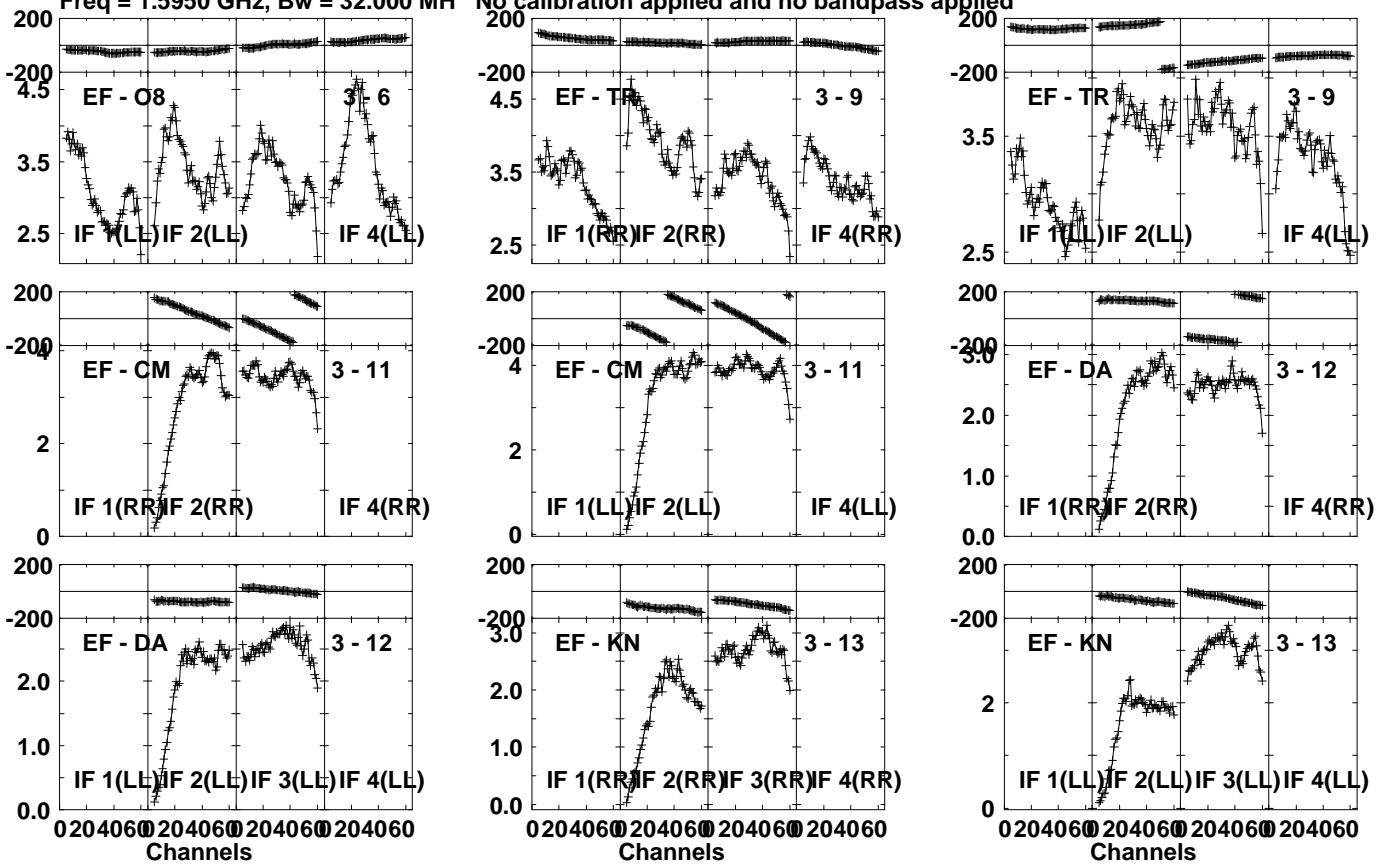 Freq = 1.5950 GHz, Bw = 32.000 MH No calibration applied and no bandpass applied
200
-200
4.5
3.5
2.5
EF - O8
3 - 6
IF 1(LL)
IF 2(LL)
IF 4(LL)
200
-200
4.5
3.5
2.5
EF - TR
3 - 9
IF 1(RR)
IF 2(RR)
IF 4(RR)
200
-200
3.5
2.5
EF - TR
3 - 9
IF 1(LL)
IF 2(LL)
IF 4(LL)
200
-200
4
2
0
EF - CM
3 - 11
IF 1(RR)
IF 2(RR)
IF 4(RR)
200
-200
4
2
0
EF - CM
3 - 11
IF 1(LL)
IF 2(LL)
IF 4(LL)
200
-200
3.0
2.0
1.0
0.0
EF - DA
3 - 12
IF 1(RR)
IF 2(RR)
IF 4(RR)
200
-200
2.0
1.0
0.0
EF - DA
3 - 12
IF 1(LL)
IF 2(LL)
IF 3(LL)
IF 4(LL)
0 20 40 60 0 20 40 60 0 20 40 60 0 20 40 60
Channels
200
-200
3.0
2.0
1.0
0.0
EF - KN
3 - 13
IF 1(RR)
IF 2(RR)
IF 3(RR)
IF 4(RR)
0 20 40 60 0 20 40 60 0 20 40 60 0 20 40 60
Channels
200
-200
2
0
EF - KN
3 - 13
IF 1(LL)
IF 2(LL)
IF 3(LL)
IF 4(LL)
0 20 40 60 0 20 40 60 0 20 40 60 0 20 40 60
Channels